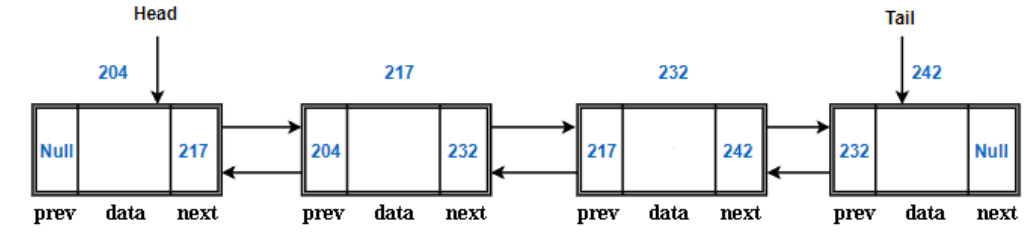 Head Tail
204 217 232 242
Null 217 204 232 217 242 232 Null
prev data next prev data next prev data next prev data next